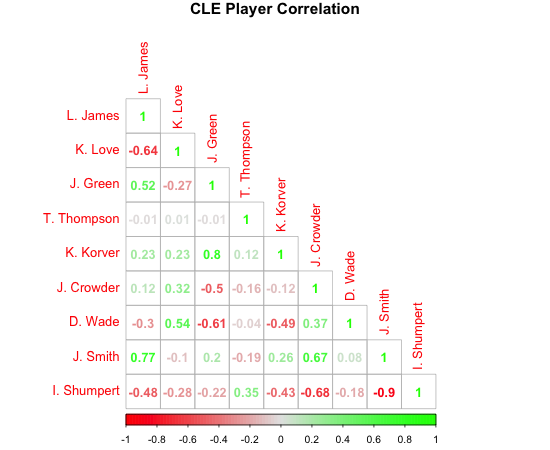 CLE Player Correlation
L. James
K. Love
J. Green
T. Thompson
K. Korver
J. Crowder
D. Wade
J. Smith
I. Shumpert
L. James 1
K. Love -0.64 1
J. Green 0.52 -0.27 1
T. Thompson -0.01 0.01 -0.01 1
K. Korver 0.23 0.23 0.8 0.12 1
J. Crowder 0.12 0.32 -0.5 -0.16 -0.12 1
D. Wade -0.3 0.54 -0.61 -0.04 -0.49 0.37 1
J. Smith 0.77 -0.1 0.2 -0.19 0.26 0.67 0.08 1
I. Shumpert -0.48 -0.28 -0.22 0.35 -0.43 -0.68 -0.18 -0.9 1
-1 -0.8 -0.6 -0.4 -0.2 0 0.2 0.4 0.6 0.8 1